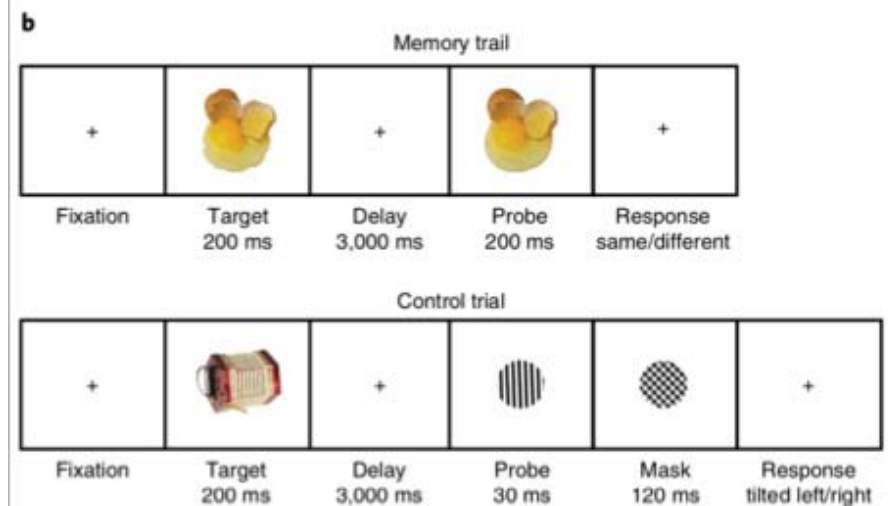 b
Memory trail
Fixation Target Delay Probe Response
200 ms 3,000 ms 200 ms same/different
Control trial
Fixation Target Delay Probe Mask Response
200 ms 3,000 ms 30 ms 120 ms tilted left/right